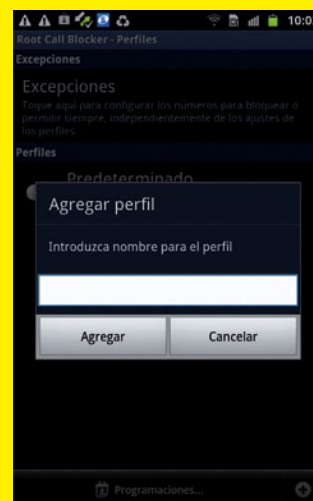 10:0
Root Call Blocker - Perfiles
Excepciones
Excepciones
Toque aquí para configurar los números para bloquear o
permitir siempre, independientemente de los ajustes de
los perfiles.
Perfiles
Predeterminado
Agregar perfil
Introduzca nombre para el perfil
Agregar
Cancelar
Programaciones...